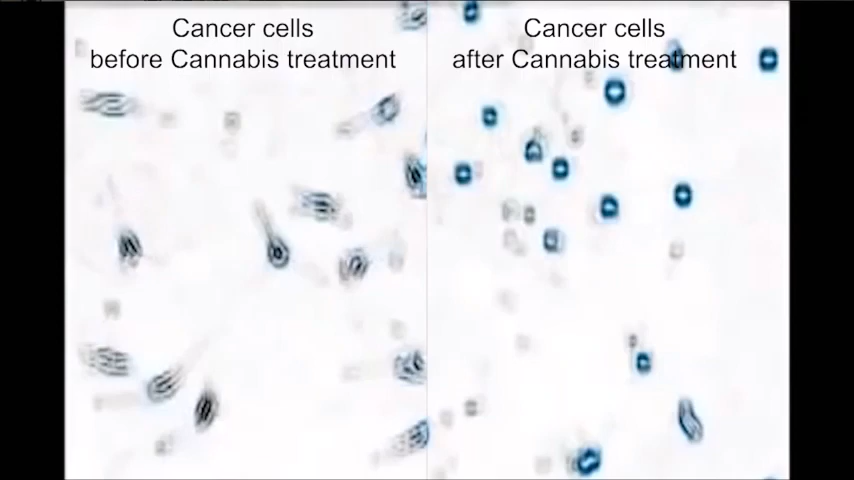 Cancer cells
before Cannabis treatment
Cancer cells
after Cannabis treatment